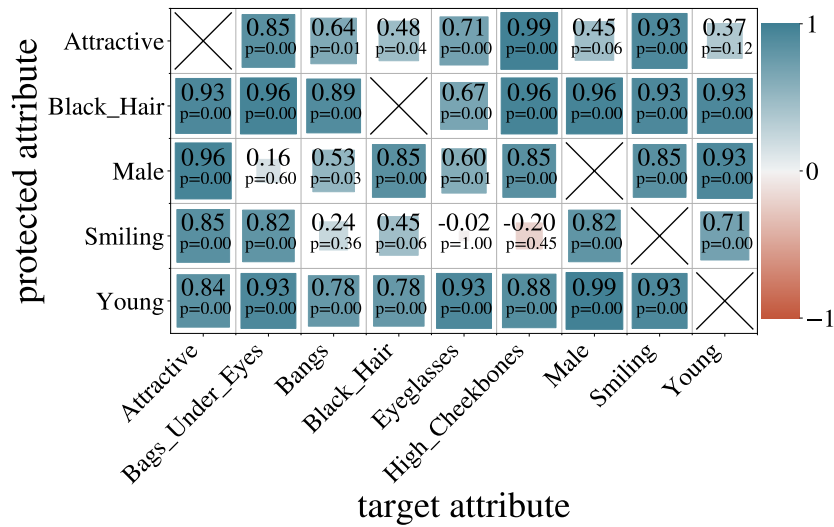 protected attribute
Attractive
0.85 0.64 0.48 0.71 0.99 0.45 0.93 0.37
p=0.00 p=0.01 p=0.04 p=0.00 p=0.00 p=0.06 p=0.00 p=0.12
Black_Hair
0.93 0.96 0.89 0.67 0.96 0.96 0.93 0.93
p=0.00 p=0.00 p=0.00 p=0.00 p=0.00 p=0.00 p=0.00 p=0.00
Male
0.96 0.16 0.53 0.85 0.60 0.85 0.85 0.93
p=0.00 p=0.60 p=0.03 p=0.00 p=0.01 p=0.00 p=0.00 p=0.00
Smiling
0.85 0.82 0.24 0.45 -0.02 -0.20 0.82 0.71
p=0.00 p=0.00 p=0.36 p=0.06 p=1.00 p=0.45 p=0.00 p=0.00
Young
0.84 0.93 0.78 0.78 0.93 0.88 0.99 0.93
p=0.00 p=0.00 p=0.00 p=0.00 p=0.00 p=0.00 p=0.00 p=0.00
Attractive
Bags_Under_Eyes
Bangs
Black_Hair
Eyeglasses
High_Cheekbones
Male
Smiling
Young
target attribute
1
0
−1